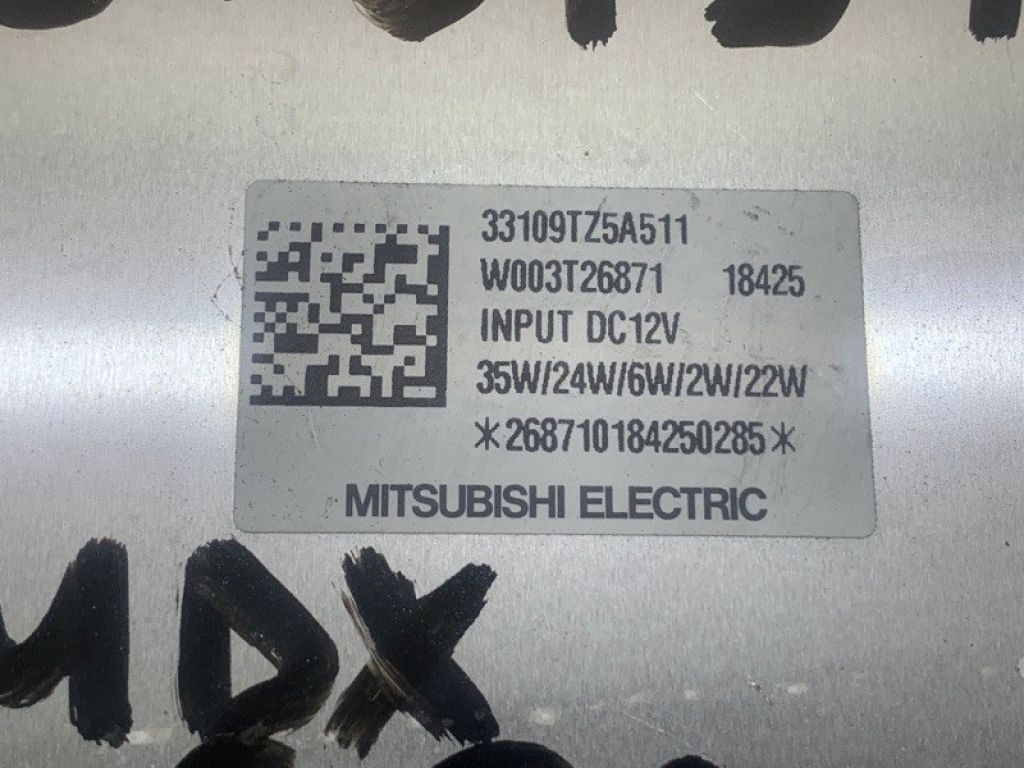 33109TZ5A511
W003T26871 18425
INPUT DC12V
35W/24W/6W/2W/22W
*268710184250285*
MITSUBISHI ELECTRIC
MDX